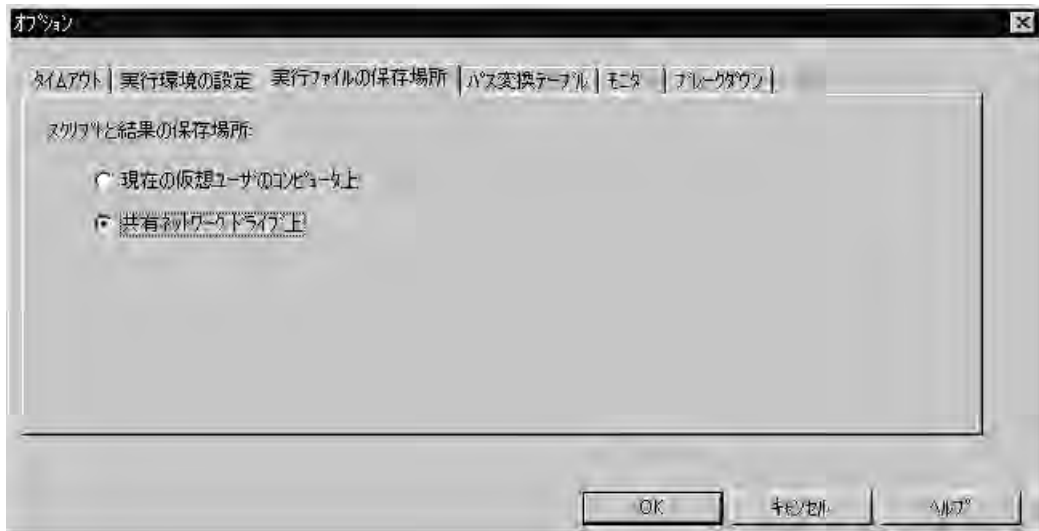 オプション
タイムアウト 実行環境の設定 実行ファイルの保存場所 パス変換テーブル モニター ブレークダウン
スクリプトと結果の保存場所:
現在の仮想ユーザのコンピュータ上
共有ネットワークドライブ上
OK キャンセル ヘルプ